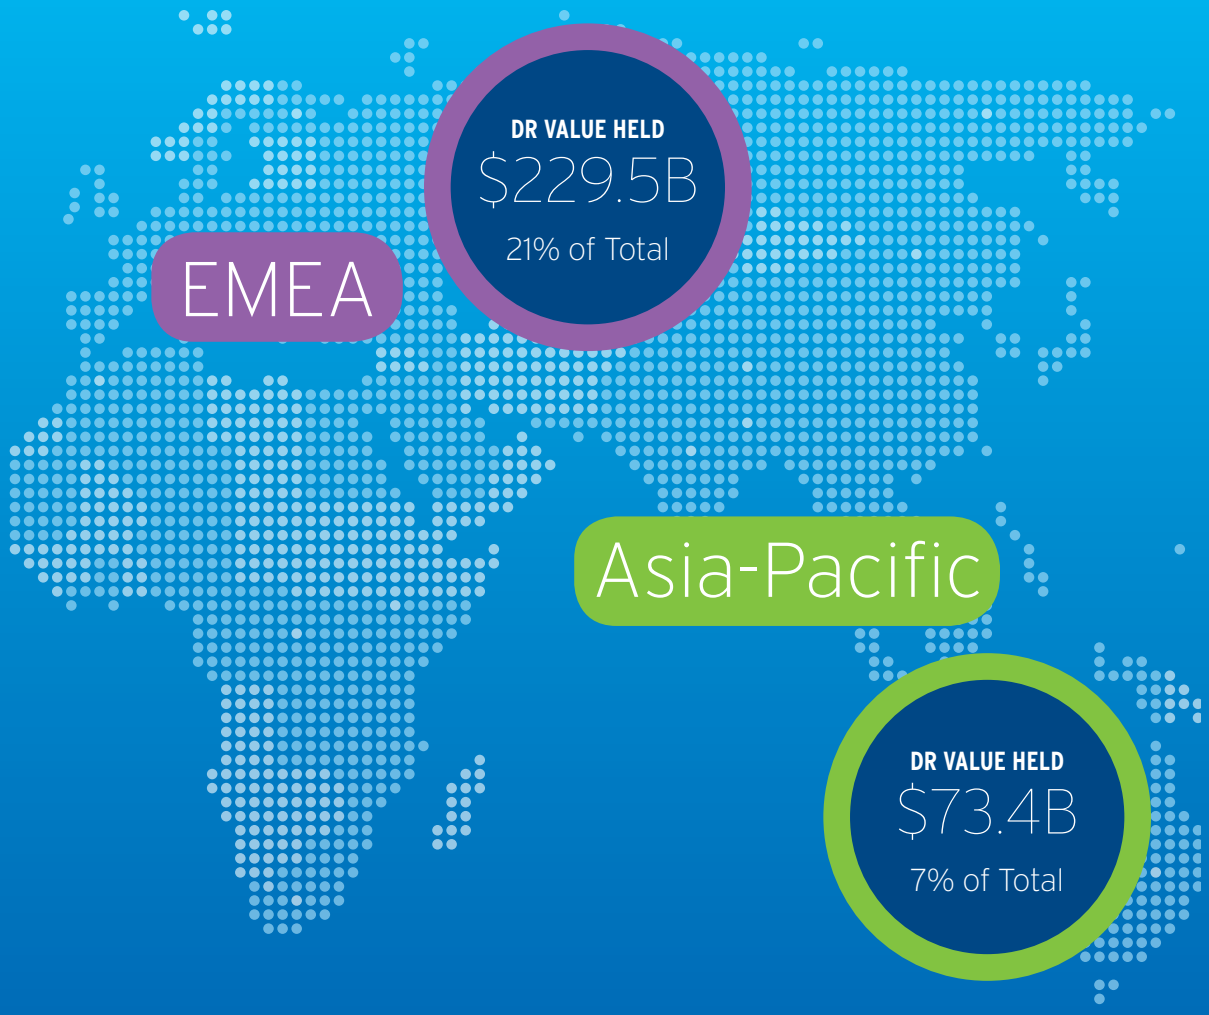 DR VALUE HELD
$229.5B
21% of Total
EMEA
Asia-Pacific
DR VALUE HELD
$73.4B
7% of Total